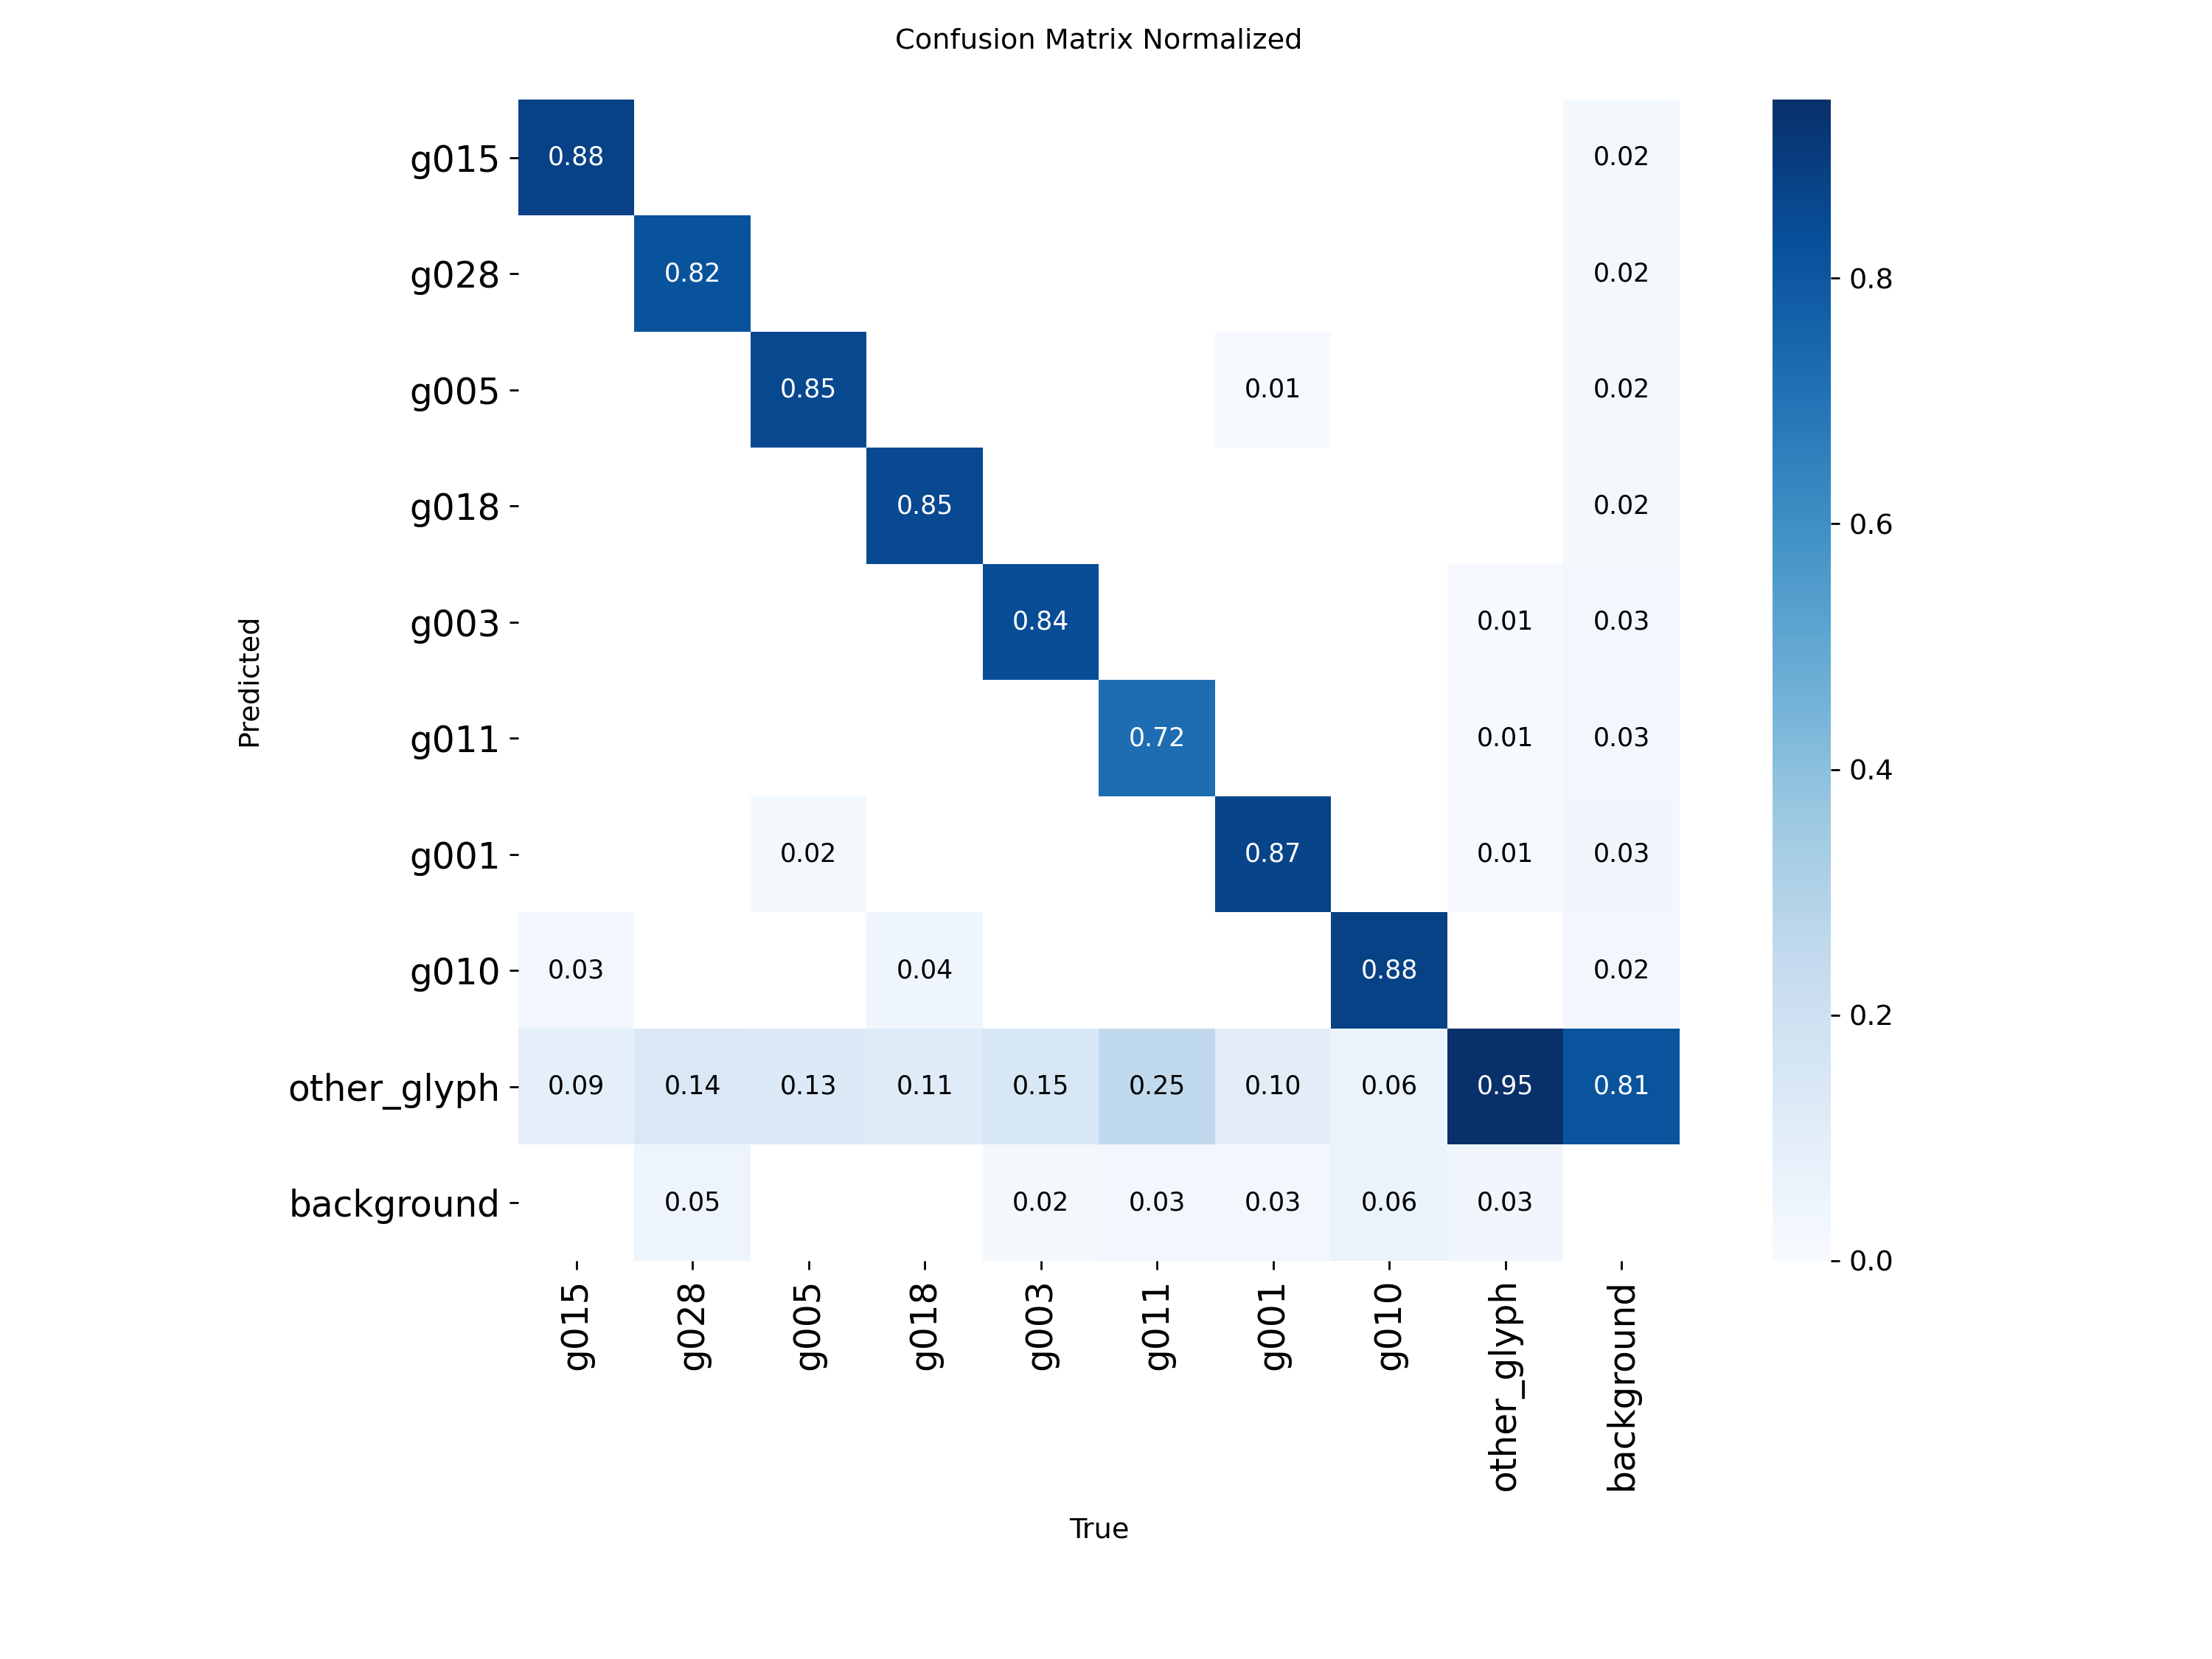 Confusion Matrix Normalized
g015 0.88 0.02
g028 0.82 0.02
g005 0.85 0.01 0.02
g018 0.85 0.02
g003 0.84 0.01 0.03
g011 0.72 0.01 0.03
g001 0.02 0.87 0.01 0.03
g010 0.03 0.04 0.88 0.02
other_glyph 0.09 0.14 0.13 0.11 0.15 0.25 0.10 0.06 0.95 0.81
background 0.05 0.02 0.03 0.03 0.06 0.03
Predicted
g015 g028 g005 g018 g003 g011 g001 g010 other_glyph background
True
0.8
0.6
0.4
0.2
0.0